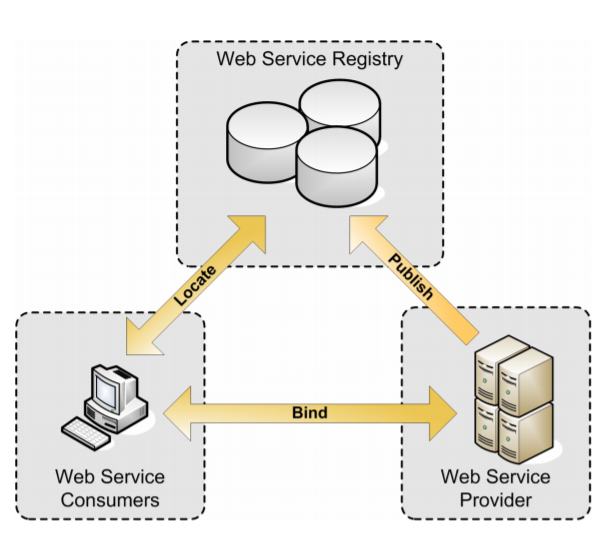 Web Service Registry
Locate
Publish
Bind
Web Service
Consumers
Web Service
Provider